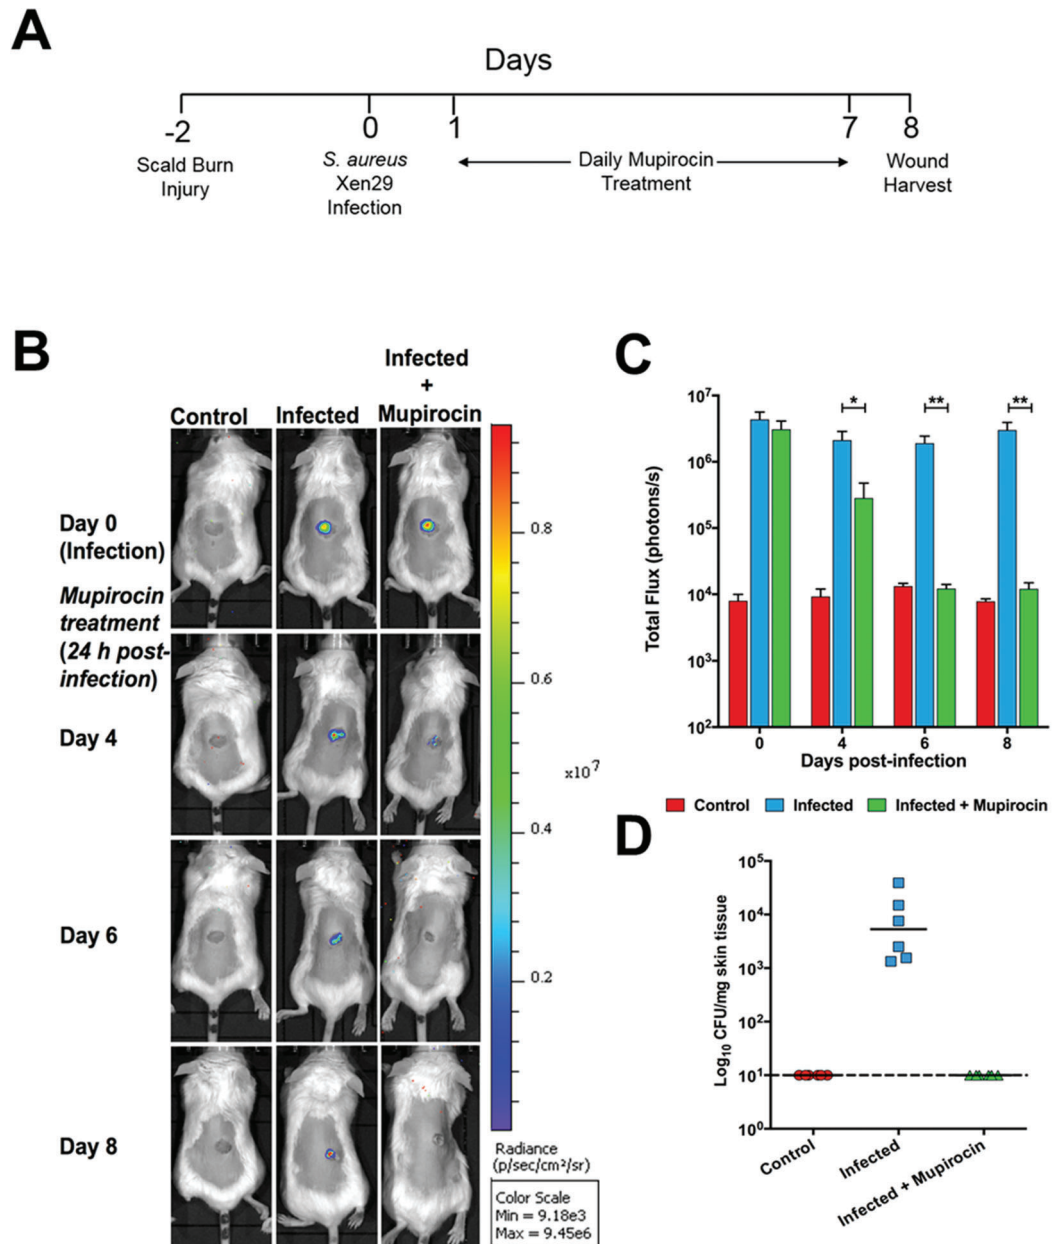 A
Days
-2 0 1 7 8
Scald Burn
Injury
S. aureus
Xen29
Infection
Daily Mupirocin
Treatment
Wound
Harvest
B
Control
Infected
Infected
+
Mupirocin
Day 0
(Infection)
Mupirocin
treatment
(24 h post-
infection)
Day 4
Day 6
Day 8
0.8
0.6
x10⁷
0.4
0.2
Radiance
(p/sec/cm²/sr)
Color Scale
Min = 9.18e3
Max = 9.45e6
C
Total Flux (photons/s)
10⁷
10⁶
10⁵
10⁴
10³
10²
* ** **
0 4 6 8
Days post-infection
Control Infected Infected + Mupirocin
D
Log₁₀ CFU/mg skin tissue
10⁵
10⁴
10³
10²
10¹
10⁰
Control
Infected
Infected + Mupirocin